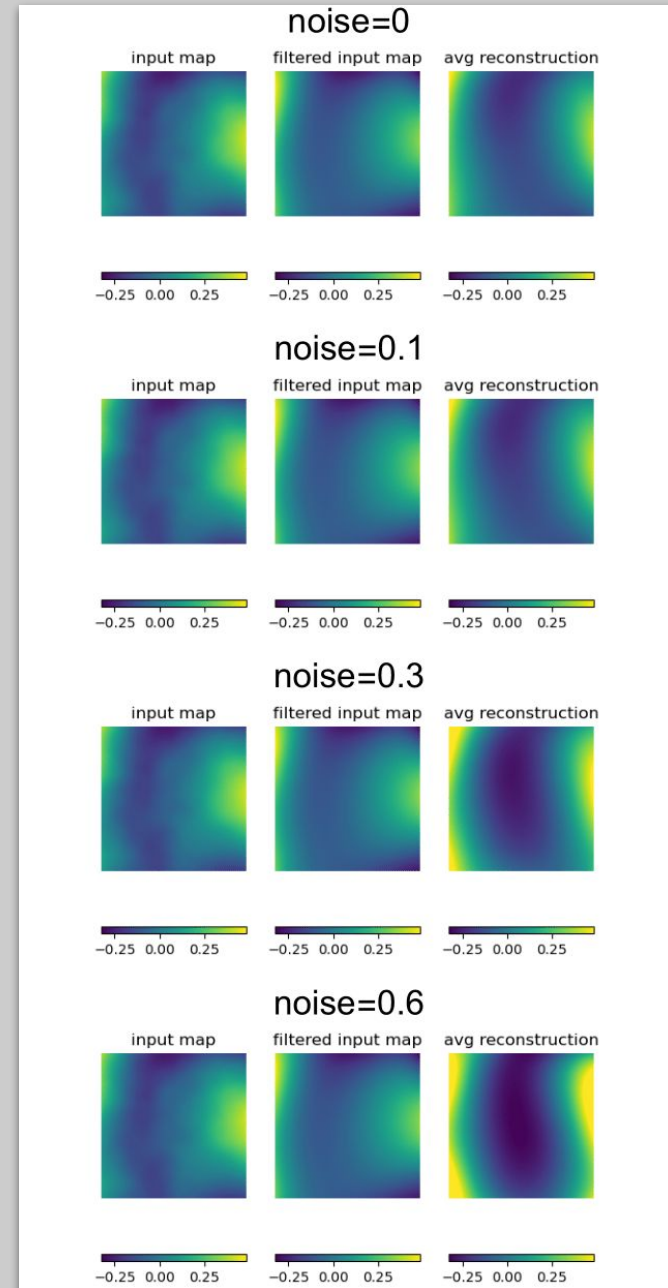 noise=0
input map filtered input map avg reconstruction
−0.25 0.00 0.25 −0.25 0.00 0.25 −0.25 0.00 0.25
noise=0.1
input map filtered input map avg reconstruction
−0.25 0.00 0.25 −0.25 0.00 0.25 −0.25 0.00 0.25
noise=0.3
input map filtered input map avg reconstruction
−0.25 0.00 0.25 −0.25 0.00 0.25 −0.25 0.00 0.25
noise=0.6
input map filtered input map avg reconstruction
−0.25 0.00 0.25 −0.25 0.00 0.25 −0.25 0.00 0.25